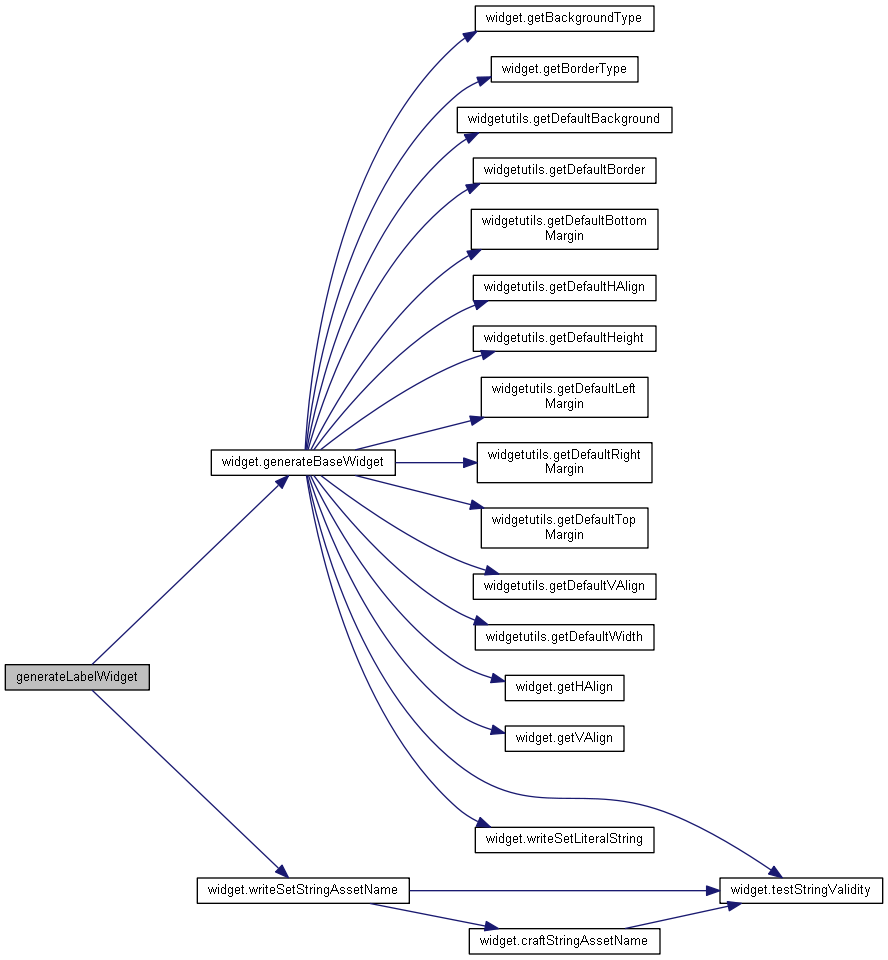 widget.getBackgroundType
widget.getBorderType
widgetutils.getDefaultBackground
widgetutils.getDefaultBorder
widgetutils.getDefaultBottom
Margin
widgetutils.getDefaultHAlign
widgetutils.getDefaultHeight
widgetutils.getDefaultLeft
Margin
widget.generateBaseWidget
widgetutils.getDefaultRight
Margin
widgetutils.getDefaultTop
Margin
widgetutils.getDefaultVAlign
widgetutils.getDefaultWidth
generateLabelWidget
widget.getHAlign
widget.getVAlign
widget.writeSetLiteralString
widget.writeSetStringAssetName
widget.testStringValidity
widget.craftStringAssetName